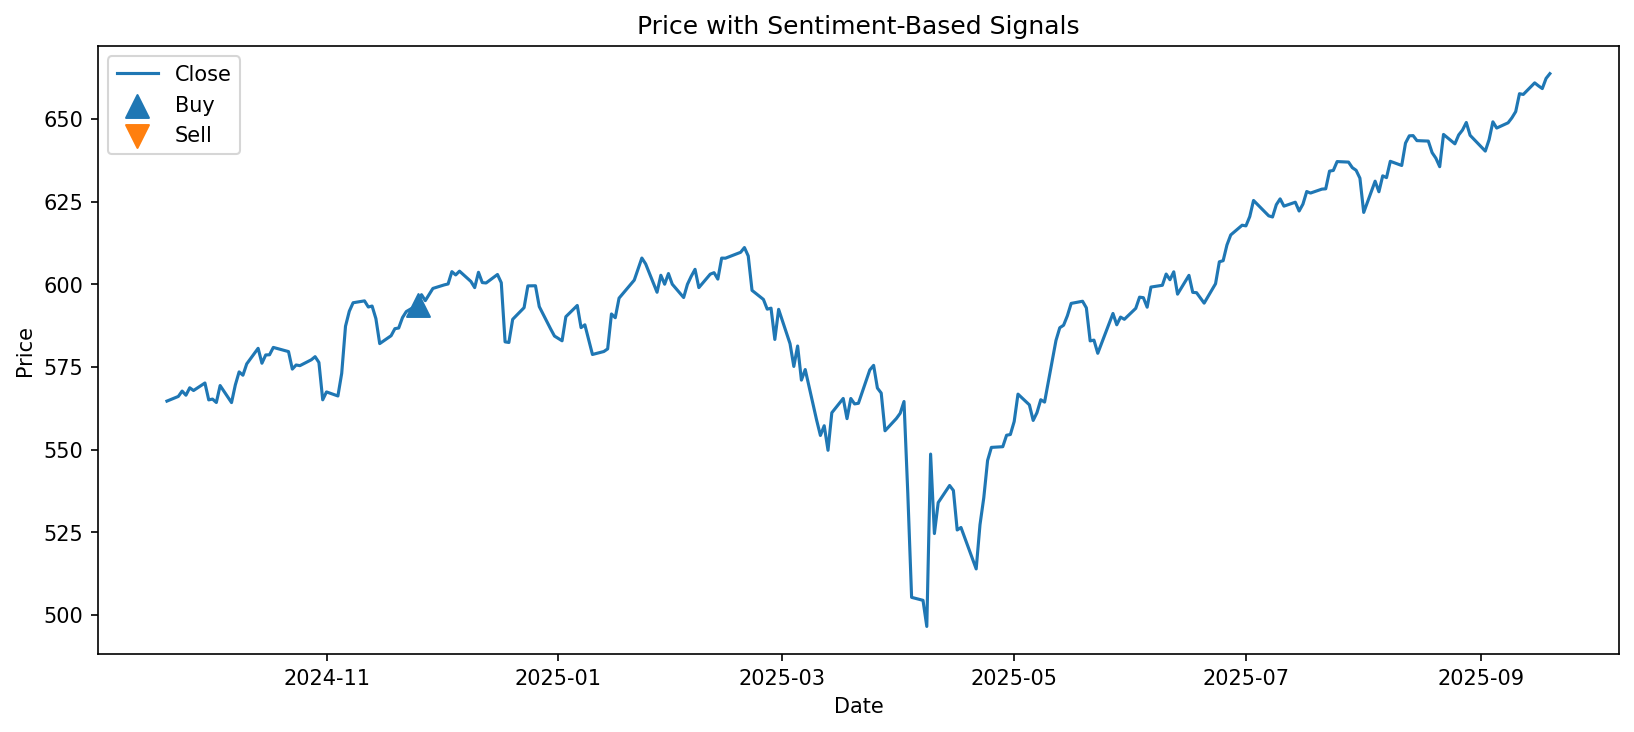 Price with Sentiment-Based Signals
Close
Buy
Sell
650
625
600
575
550
525
500
Price
2024-11
2025-01
2025-03
2025-05
2025-07
2025-09
Date